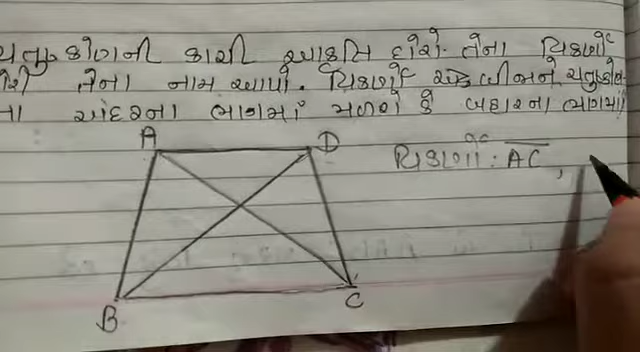 ચતુષ્કોણની કાચી આકૃતિ દોરો. તેના વિકર્ણો
દોરી તેના નામ આપો. વિકર્ણો એકબીજાને ચતુષ્કોણ
ના અંદરના ભાગમાં મળશે કે બહારના ભાગમાં
A D
વિકર્ણો : AC,
B C